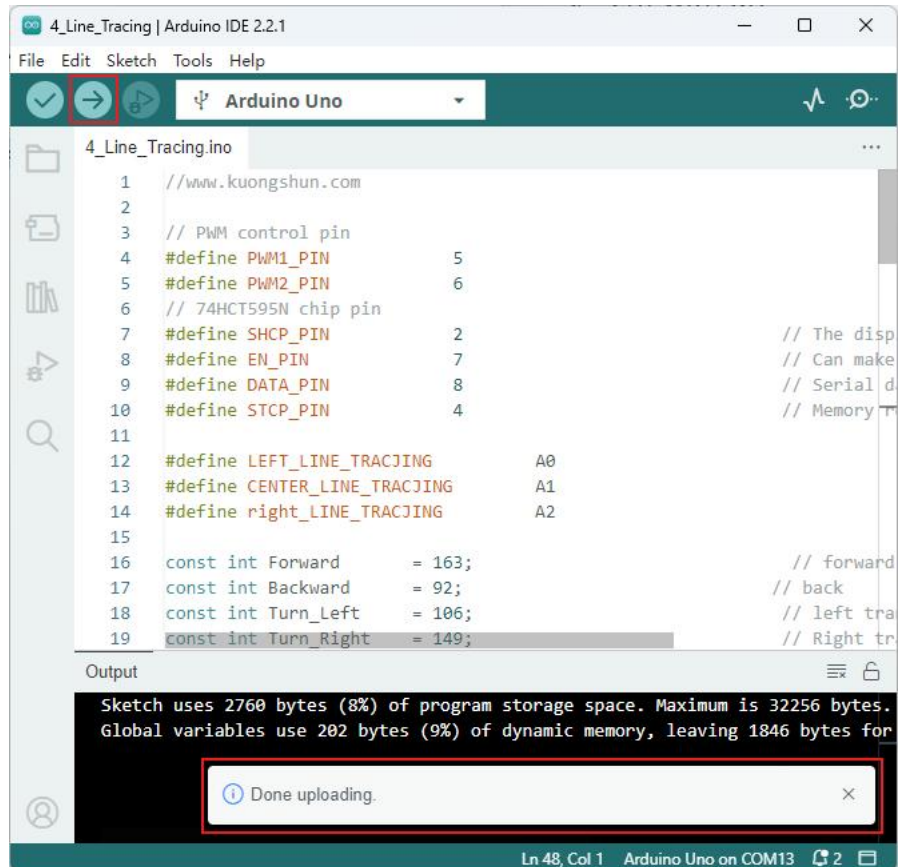 4_Line_Tracing | Arduino IDE 2.2.1
File Edit Sketch Tools Help
Arduino Uno
4_Line_Tracing.ino
1 //www.kuongshun.com
2
3 // PWM control pin
4 #define PWM1_PIN 5
5 #define PWM2_PIN 6
6 // 74HCT595N chip pin
7 #define SHCP_PIN 2 // The disp
8 #define EN_PIN 7 // Can make
9 #define DATA_PIN 8 // Serial d
10 #define STCP_PIN 4 // Memory r
11
12 #define LEFT_LINE_TRACJING A0
13 #define CENTER_LINE_TRACJING A1
14 #define right_LINE_TRACJING A2
15
16 const int Forward = 163; // forward
17 const int Backward = 92; // back
18 const int Turn_Left = 106; // left tra
19 const int Turn_Right = 149; // Right tr
Output
Sketch uses 2760 bytes (8%) of program storage space. Maximum is 32256 bytes.
Global variables use 202 bytes (9%) of dynamic memory, leaving 1846 bytes for
Done uploading.
Ln 48, Col 1 Arduino Uno on COM13 2